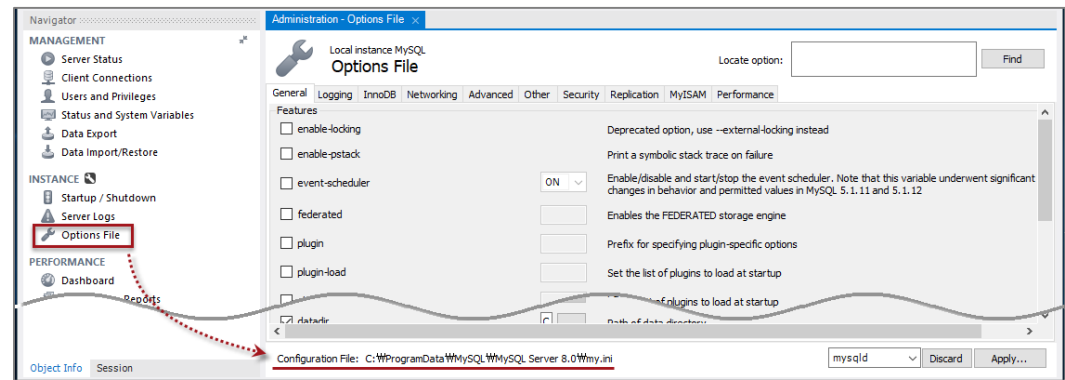 Navigator
MANAGEMENT
Server Status
Client Connections
Users and Privileges
Status and System Variables
Data Export
Data Import/Restore
INSTANCE
Startup / Shutdown
Server Logs
Options File
PERFORMANCE
Dashboard
Reports
Object Info Session
Administration - Options File ×
Local instance MySQL
Options File
Locate option:
Find
General Logging InnoDB Networking Advanced Other Security Replication MyISAM Performance
Features
enable-locking Deprecated option, use --external-locking instead
enable-pstack Print a symbolic stack trace on failure
event-scheduler ON Enable/disable and start/stop the event scheduler. Note that this variable underwent significant
changes in behavior and permitted values in MySQL 5.1.11 and 5.1.12
federated Enables the FEDERATED storage engine
plugin Prefix for specifying plugin-specific options
plugin-load Set the list of plugins to load at startup
of plugins to load at startup
datadir C Path of data directory
Configuration File: C:₩ProgramData₩MySQL₩MySQL Server 8.0₩my.ini
mysqld Discard Apply...